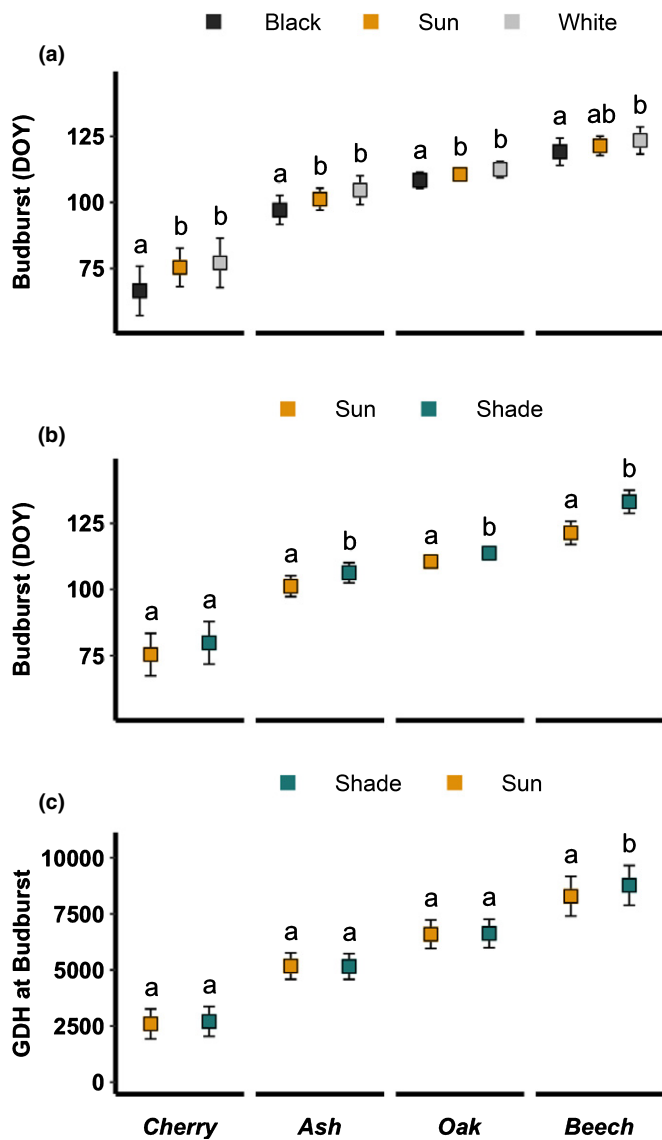 Black Sun White
(a)
a b b a b b a b b a ab b
Budburst (DOY)
125
100
75
Sun Shade
(b)
a a a b a b a b
Budburst (DOY)
125
100
75
Shade Sun
(c)
a a a a a a a b
GDH at Budburst
10000
7500
5000
2500
0
Cherry Ash Oak Beech